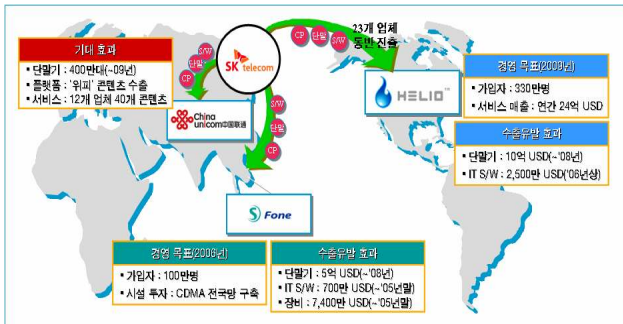 23개 업체
동반 진출
기대 효과
▪ 단말기 : 400만대(~09년)
▪ 플랫폼 : '위피' 콘텐츠 수출
▪ 서비스 : 12개 업체 40개 콘텐츠
SK telecom
S/W
단말
CP
China
unicom中国联通
CP
단말
S/W
HELIO™
경영 목표(2009년)
▪ 가입자 : 330만명
▪ 서비스 매출 : 연간 24억 USD
수출유발 효과
▪ 단말기 : 10억 USD(~'08년)
▪ IT S/W : 2,500만 USD('06년상)
S/W
단말
CP
S Fone
경영 목표(2006년)
▪ 가입자 : 100만명
▪ 시설 투자 : CDMA 전국망 구축
수출유발 효과
▪ 단말기 : 5억 USD(~'08년)
▪ IT S/W : 700만 USD(~'05년말)
▪ 장비 : 7,400만 USD(~'05년말)